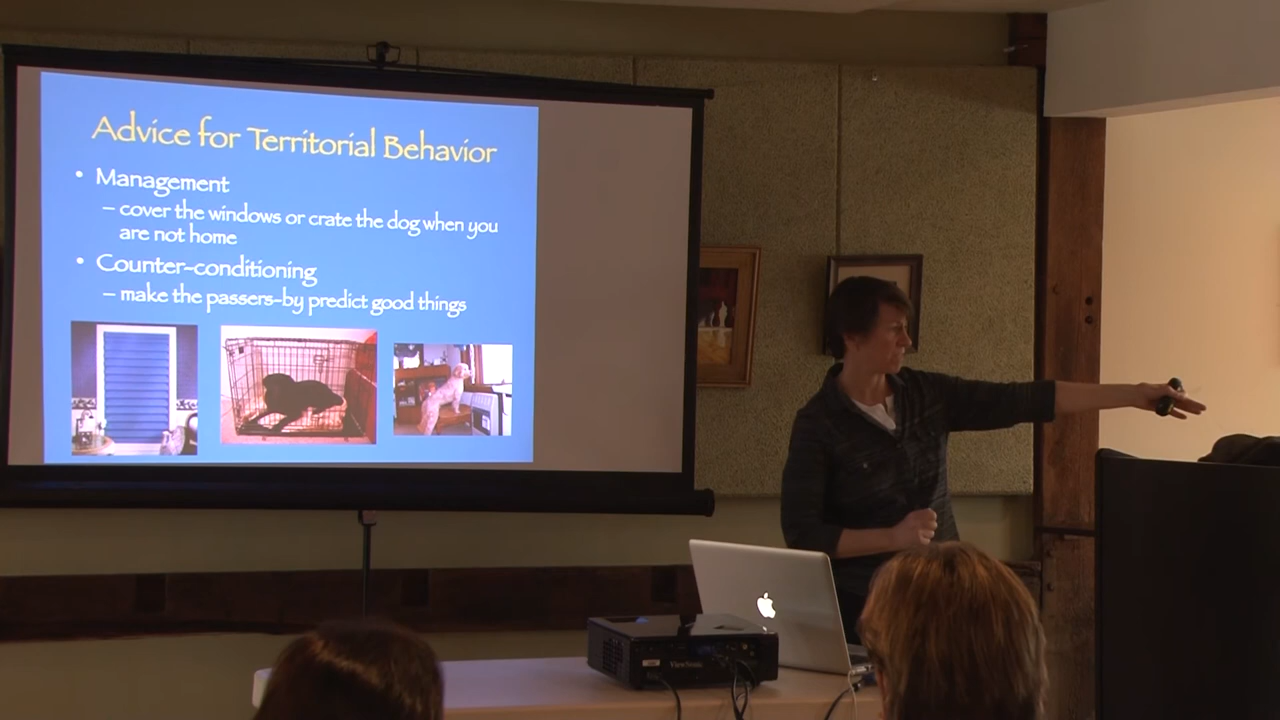 Advice for Territorial Behavior
• Management
– cover the windows or crate the dog when you
are not home
• Counter-conditioning
– make the passers-by predict good things
ViewSonic